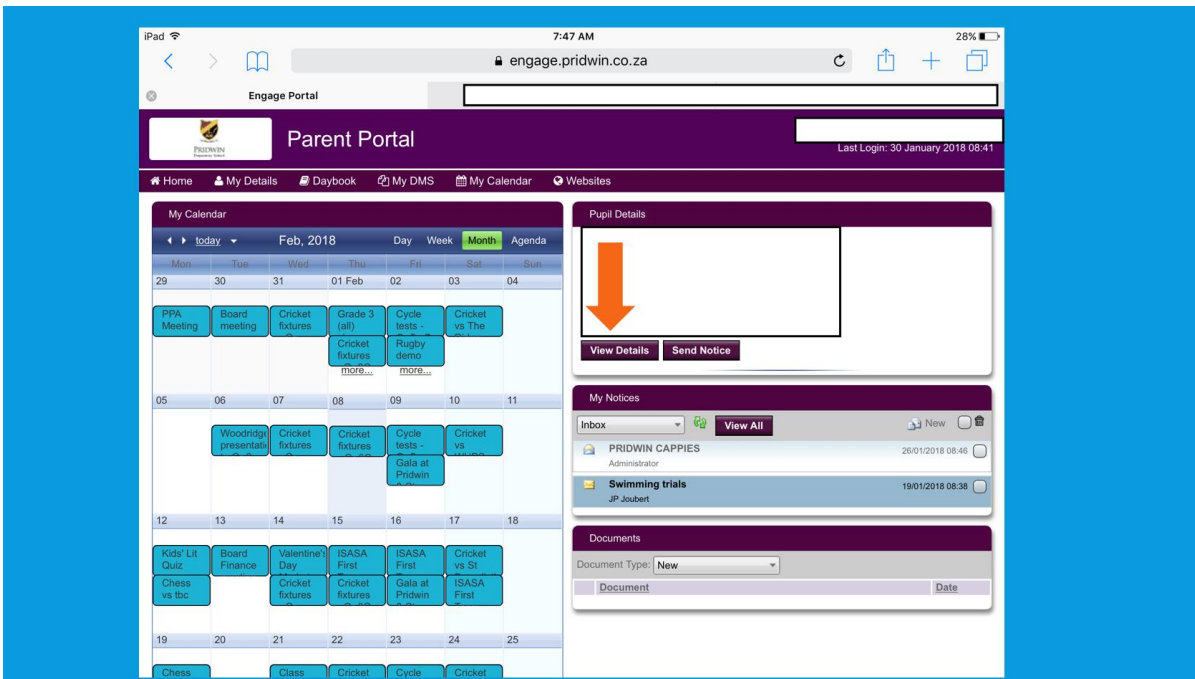 iPad 7:47 AM 28%
engage.pridwin.co.za
Engage Portal
PRIDWIN
Preparatory School
Parent Portal
Last Login: 30 January 2018 08:41
Home My Details Daybook My DMS My Calendar Websites
My Calendar
today Feb, 2018 Day Week Month Agenda
Mon Tue Wed Thu Fri Sat Sun
29 30 31 01 Feb 02 03 04
PPA Board Cricket Grade 3 Cycle Cricket
Meeting meeting fixtures (all) tests - vs The
Cricket Rugby
fixtures demo
more... more...
05 06 07 08 09 10 11
Woodridge Cricket Cricket Cycle Cricket
presentati fixtures fixtures tests - vs
Gala at
Pridwin
12 13 14 15 16 17 18
Kids' Lit Board Valentine's ISASA ISASA Cricket
Quiz Finance Day First First vs St
Chess Cricket Cricket Gala at ISASA
vs tbc fixtures fixtures Pridwin First
19 20 21 22 23 24 25
Chess Class Cricket Cycle Cricket
Pupil Details
View Details Send Notice
My Notices
Inbox View All New
PRIDWIN CAPPIES 26/01/2018 08:46
Administrator
Swimming trials 19/01/2018 08:38
JP Joubert
Documents
Document Type: New
Document Date